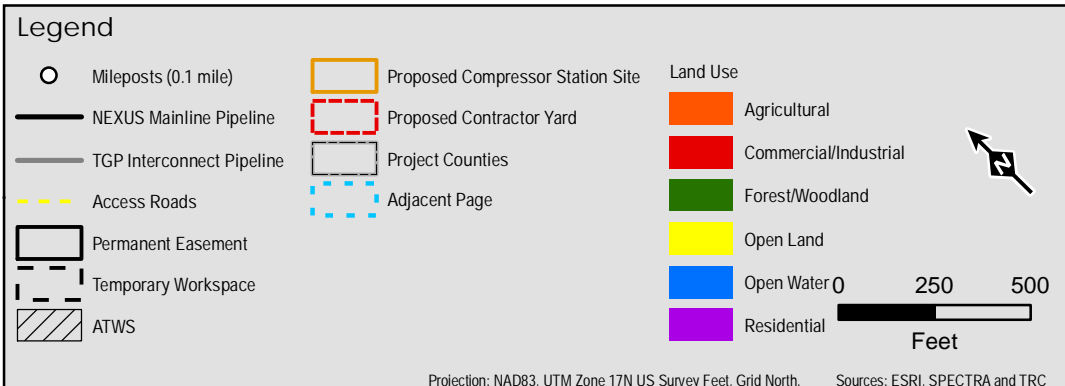 Legend
Mileposts (0.1 mile)
NEXUS Mainline Pipeline
TGP Interconnect Pipeline
Access Roads
Permanent Easement
Temporary Workspace
ATWS
Proposed Compressor Station Site
Proposed Contractor Yard
Project Counties
Adjacent Page
Land Use
Agricultural
Commercial/Industrial
Forest/Woodland
Open Land
Open Water
Residential
N
0 250 500
Feet
Projection: NAD83, UTM Zone 17N US Survey Feet, Grid North. Sources: ESRI, SPECTRA and TRC